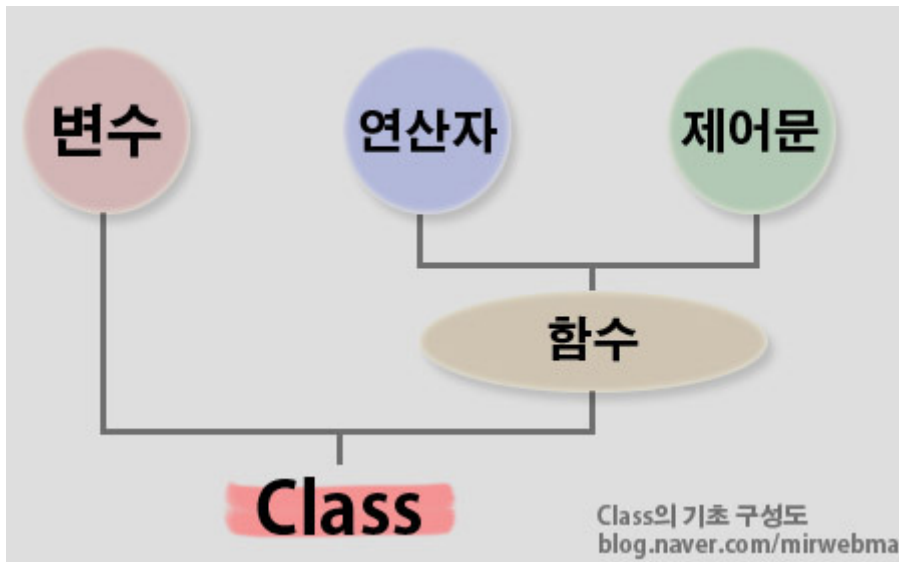 변수
연산자
제어문
함수
Class
Class의 기초 구성도
blog.naver.com/mirwebma